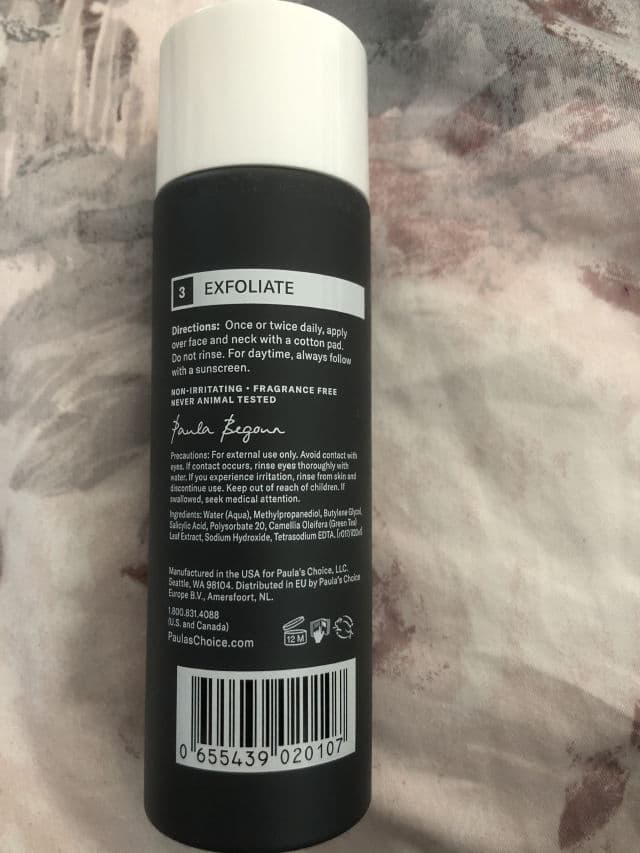 3 EXFOLIATE
Directions: Once or twice daily, apply
over face and neck with a cotton pad.
Do not rinse. For daytime, always follow
with a sunscreen.
NON-IRRITATING • FRAGRANCE FREE
NEVER ANIMAL TESTED
Paula Begoun
Precautions: For external use only. Avoid contact with
eyes. If contact occurs, rinse eyes thoroughly with
water. If you experience irritation, rinse from skin and
discontinue use. Keep out of reach of children. If
swallowed, seek medical attention.
Ingredients: Water (Aqua), Methylpropanediol, Butylene Glycol,
Salicylic Acid, Polysorbate 20, Camellia Oleifera (Green Tea)
Leaf Extract, Sodium Hydroxide, Tetrasodium EDTA.
Manufactured in the USA for Paula's Choice, LLC.
Seattle, WA 98104. Distributed in EU by Paula's Choice
Europe B.V., Amersfoort, NL.
1.800.831.4088
(U.S. and Canada)
PaulasChoice.com
12 M
0 655439 020107